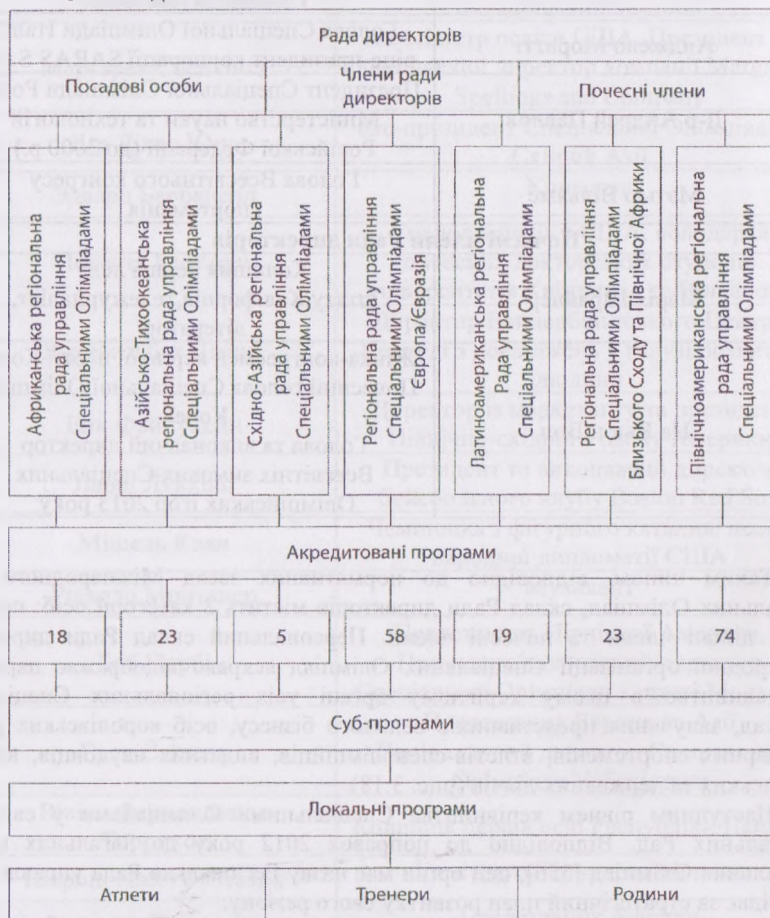 Рада директорів
Посадові особи
Члени ради
директорів
Почесні члени
Африканська регіональна
рада управління
Спеціальними Олімпіадами
Азійсько-Тихоокеанська
регіональна рада управління
Спеціальними Олімпіадами
Східно-Азійська регіональна
рада управління
Спеціальними Олімпіадами
Регіональна рада управління
Спеціальними Олімпіадами
Європа/Євразія
Латиноамериканська регіональна
Рада управління
Спеціальними Олімпіадами
Регіональна рада управління
Спеціальними Олімпіадами
Близького Сходу та Північної Африки
Північноамериканська регіональна
рада управління
Спеціальними Олімпіадами
Акредитовані програми
18 23 5 58 19 23 74
Суб-програми
Локальні програми
Атлети Тренери Родини